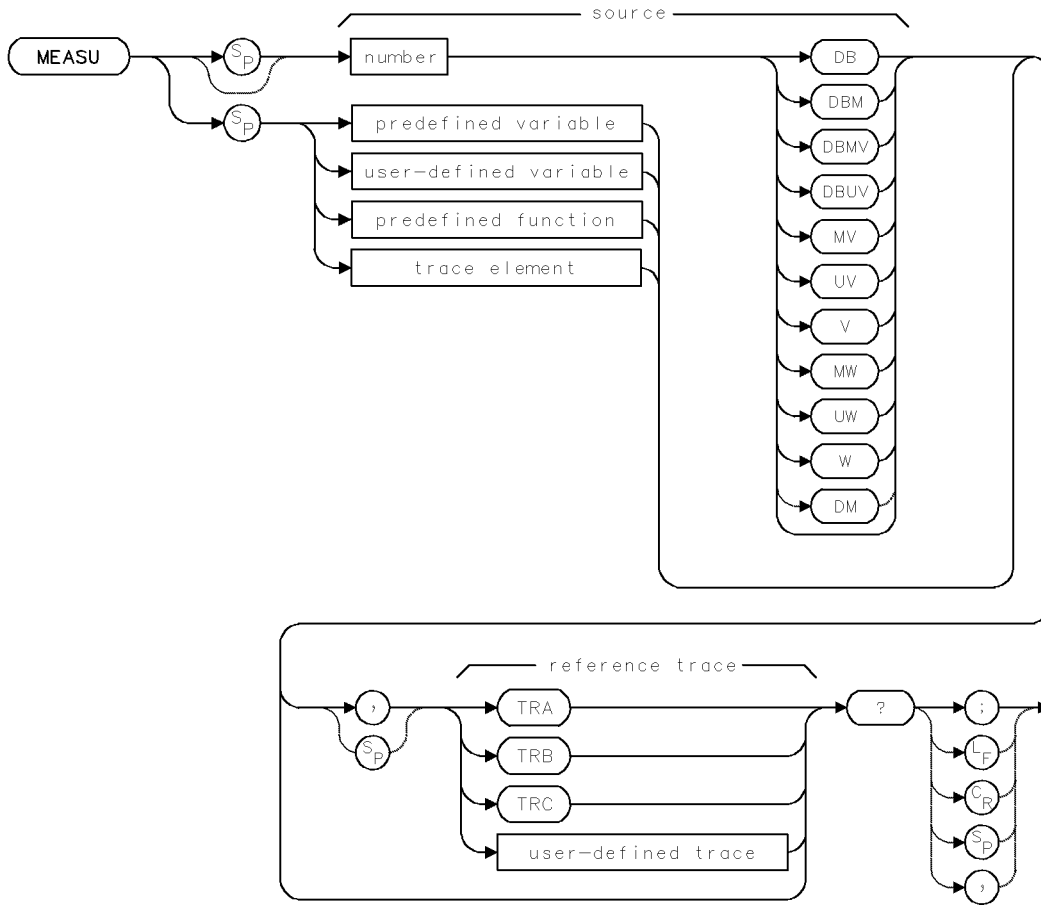 source
MEASU
SP
number
DB
DBM
SP
predefined variable
DBMV
user-defined variable
DBUV
predefined function
MV
trace element
UV
V
MW
UW
W
DM
reference trace
,
TRA
?
;
SP
TRB
LF
TRC
CR
user-defined trace
SP
,